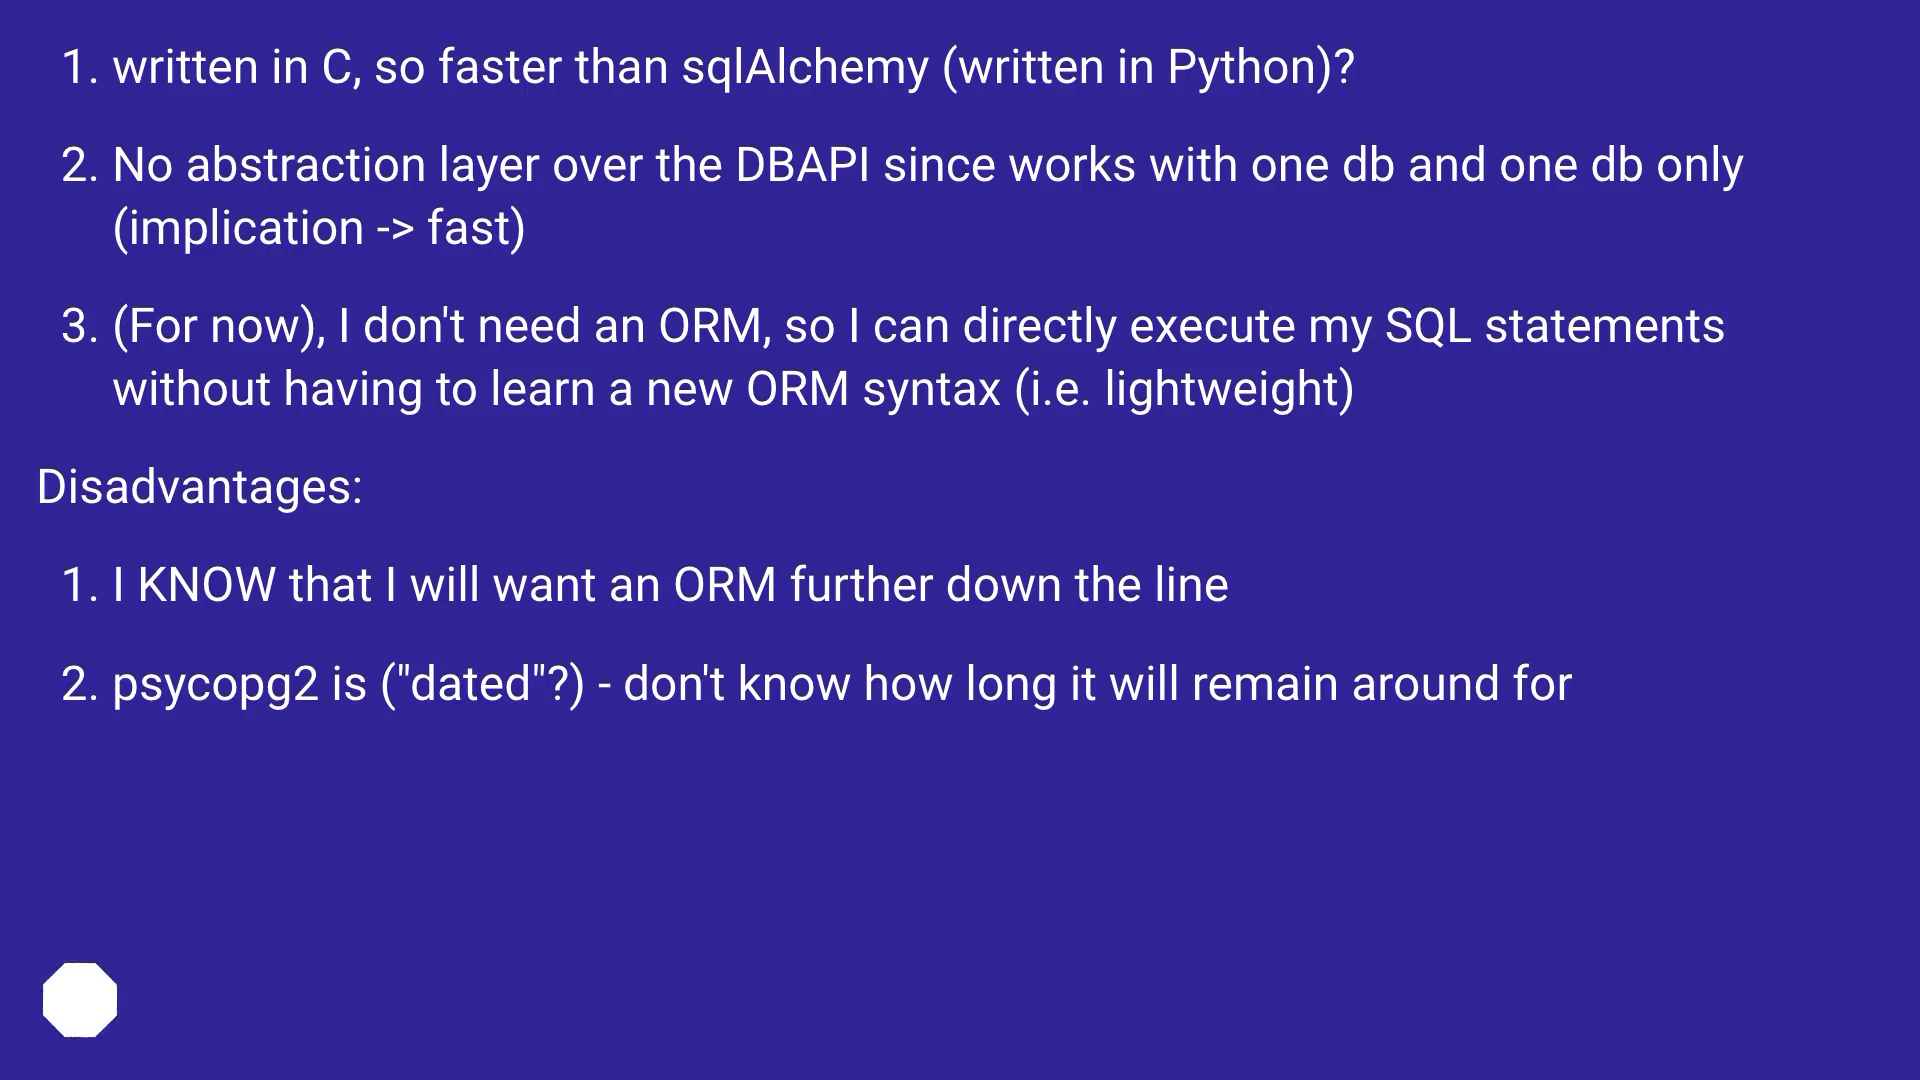 1. written in C, so faster than sqlAlchemy (written in Python)?
2. No abstraction layer over the DBAPI since works with one db and one db only
(implication -> fast)
3. (For now), I don't need an ORM, so I can directly execute my SQL statements
without having to learn a new ORM syntax (i.e. lightweight)
Disadvantages:
1. I KNOW that I will want an ORM further down the line
2. psycopg2 is ("dated"?) - don't know how long it will remain around for